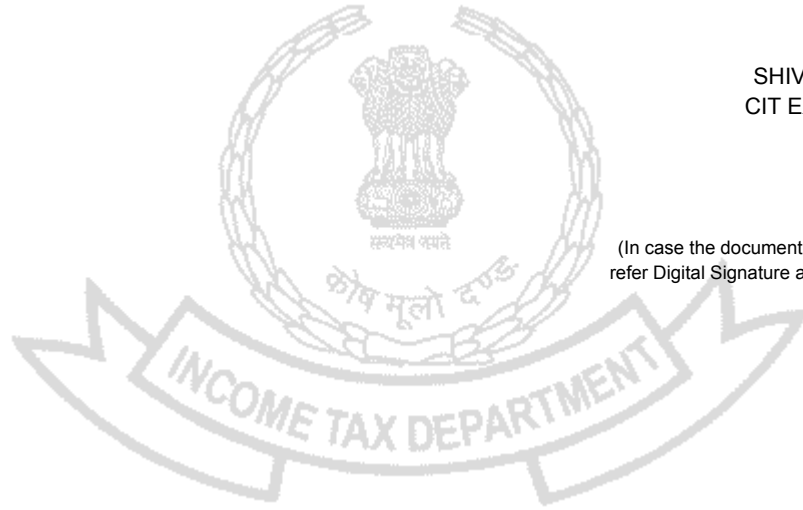 SHIV
CIT E
(In case the document
refer Digital Signature a
सत्यमेव जयते
कोष मूलो दण्ड:
INCOME TAX DEPARTMENT